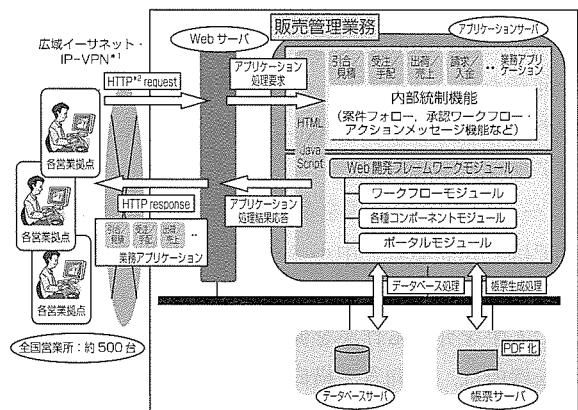 販売管理業務
広域イーサネット・
IP-VPN*1
Webサーバ
アプリケーションサーバ
HTTP*2 request
アプリケーション
処理要求
引合/
見積
受注/
手配
出荷/
売上
請求/
入金
‥
業務アプ
リケーション
内部統制機能
(案件フォロー，承認ワークフロー・
アクションメッセージ機能など)
HTML
Java
Script
各営業拠点
各営業拠点
各営業拠点
Web開発フレームワークモジュール
ワークフローモジュール
各種コンポーネントモジュール
ポータルモジュール
HTTP response
アプリケーション
処理結果応答
引合/
見積
受注/
手配
出荷/
売上
‥
業務アプリケーション
データベース処理
帳票生成処理
全国営業所：約500台
PDF化
データベースサーバ
帳票サーバ